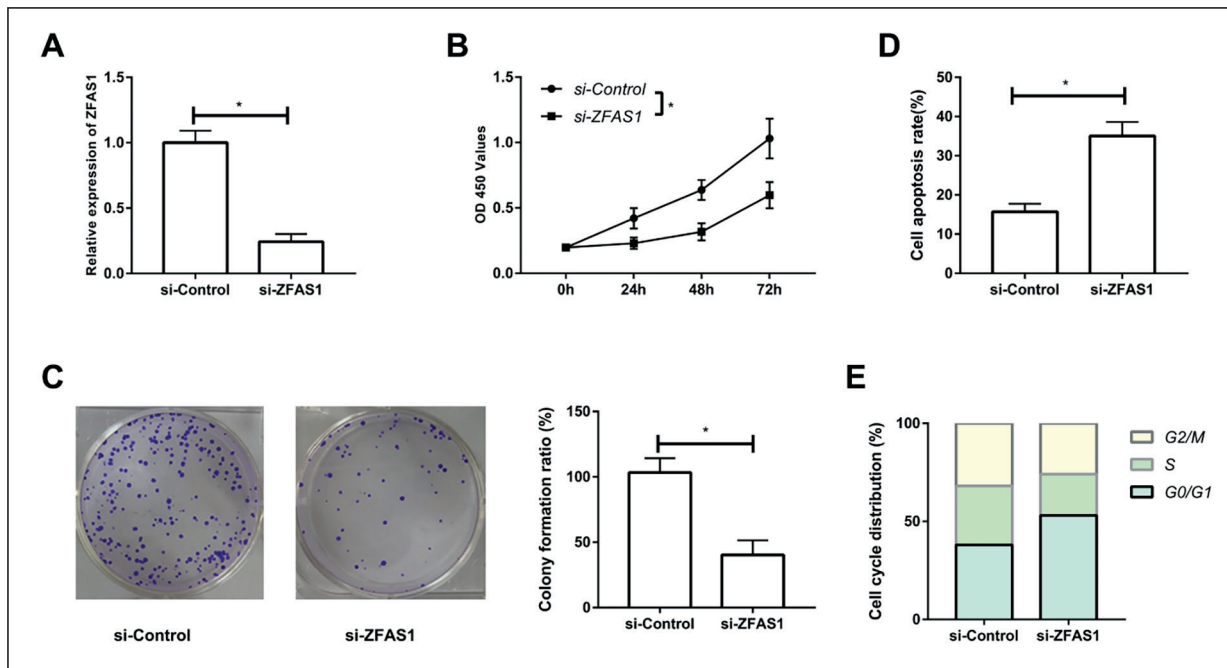 A
Relative expression of ZFAS1
1.5
1.0
0.5
0.0
*
si-Control
si-ZFAS1
B
OD 450 Values
1.5
1.0
0.5
0.0
si-Control
si-ZFAS1
*
0h
24h
48h
72h
D
Cell apoptosis rate(%)
50
40
30
20
10
0
*
si-Control
si-ZFAS1
C
si-Control
si-ZFAS1
Colony formation ratio (%)
150
100
50
0
*
si-Control
si-ZFAS1
E
Cell cycle distribution (%)
100
50
0
si-Control
si-ZFAS1
G2/M
S
G0/G1